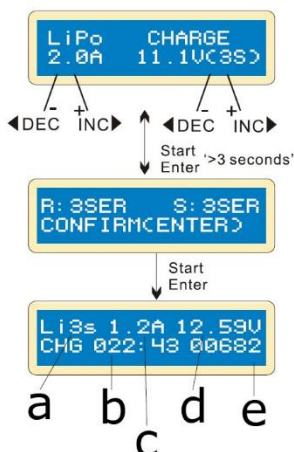 LiPo CHARGE
2.0A 11.1V(3S)
- + - +
◀DEC INC▶ ◀DEC INC▶
Start
Enter '>3 seconds'
R:3SER S:3SER
CONFIRM(ENTER)
Start
Enter
Li3s 1.2A 12.59V
CHG 022:43 00682
a b c d e